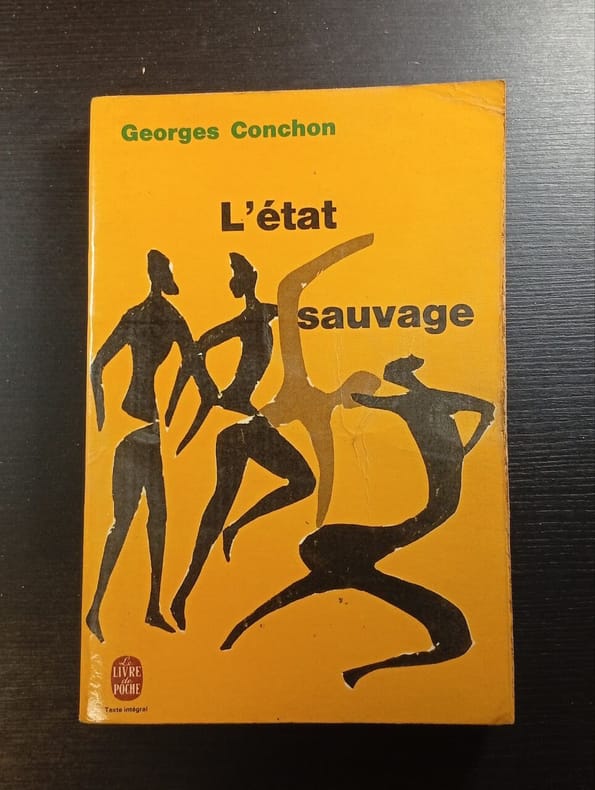 Georges Conchon
L'état
sauvage
Le
LIVRE
de
POCHE
Texte intégral